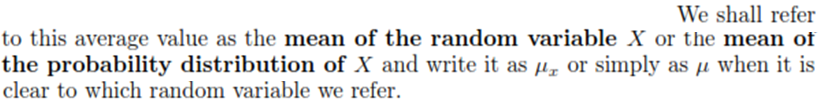 We shall refer
to this average value as the mean of the random variable X or the mean of
the probability distribution of X and write it as μₓ or simply as μ when it is
clear to which random variable we refer.